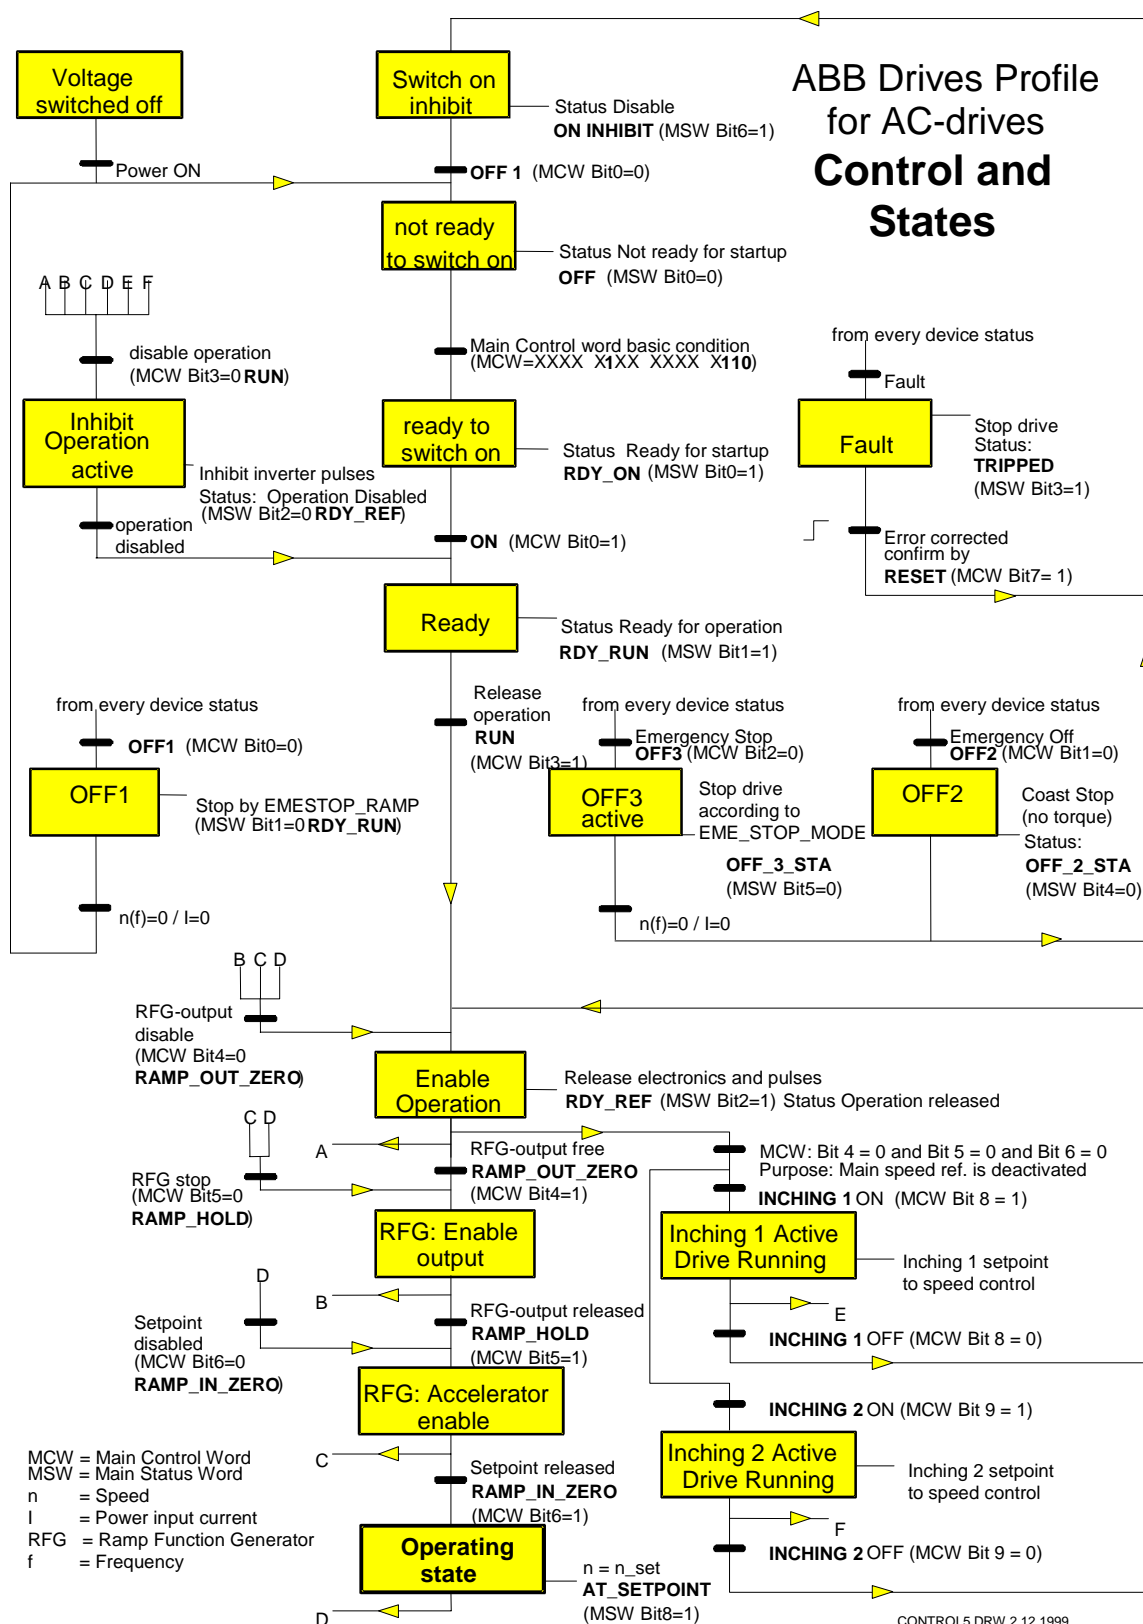 ABB Drives Profile
for AC-drives
Control and
States
Voltage
switched off
Power ON
Switch on
inhibit
Status Disable
ON INHIBIT (MSW Bit6=1)
OFF 1 (MCW Bit0=0)
not ready
to switch on
Status Not ready for startup
OFF (MSW Bit0=0)
A B C D E F
disable operation
(MCW Bit3=0 RUN)
Main Control word basic condition
(MCW=XXXX X1XX XXXX X110)
from every device status
Fault
Inhibit
Operation
active
Inhibit inverter pulses
Status: Operation Disabled
(MSW Bit2=0 RDY_REF)
operation
disabled
ready to
switch on
Status Ready for startup
RDY_ON (MSW Bit0=1)
ON (MCW Bit0=1)
Fault
Stop drive
Status:
TRIPPED
(MSW Bit3=1)
Error corrected
confirm by
RESET (MCW Bit7= 1)
Ready
Status Ready for operation
RDY_RUN (MSW Bit1=1)
Release
operation
RUN
(MCW Bit3=1)
from every device status
OFF1 (MCW Bit0=0)
OFF1
Stop by EMESTOP_RAMP
(MSW Bit1=0 RDY_RUN)
n(f)=0 / I=0
from every device status
Emergency Stop
OFF3 (MCW Bit2=0)
OFF3
active
Stop drive
according to
EME_STOP_MODE
OFF_3_STA
(MSW Bit5=0)
n(f)=0 / I=0
from every device status
Emergency Off
OFF2 (MCW Bit1=0)
OFF2
Coast Stop
(no torque)
Status:
OFF_2_STA
(MSW Bit4=0)
B C D
RFG-output
disable
(MCW Bit4=0
RAMP_OUT_ZERO)
Enable
Operation
Release electronics and pulses
RDY_REF (MSW Bit2=1) Status Operation released
A
C D
RFG stop
(MCW Bit5=0
RAMP_HOLD)
RFG-output free
RAMP_OUT_ZERO
(MCW Bit4=1)
MCW: Bit 4 = 0 and Bit 5 = 0 and Bit 6 = 0
Purpose: Main speed ref. is deactivated
INCHING 1 ON (MCW Bit 8 = 1)
RFG: Enable
output
Inching 1 Active
Drive Running
Inching 1 setpoint
to speed control
D
B
Setpoint
disabled
(MCW Bit6=0
RAMP_IN_ZERO)
RFG-output released
RAMP_HOLD
(MCW Bit5=1)
E
INCHING 1 OFF (MCW Bit 8 = 0)
RFG: Accelerator
enable
INCHING 2 ON (MCW Bit 9 = 1)
C
Setpoint released
RAMP_IN_ZERO
(MCW Bit6=1)
Inching 2 Active
Drive Running
Inching 2 setpoint
to speed control
F
INCHING 2 OFF (MCW Bit 9 = 0)
MCW = Main Control Word
MSW = Main Status Word
n = Speed
I = Power input current
RFG = Ramp Function Generator
f = Frequency
Operating
state
n = n_set
AT_SETPOINT
(MSW Bit8=1)
D
CONTROL5.DRW 2.12.1999